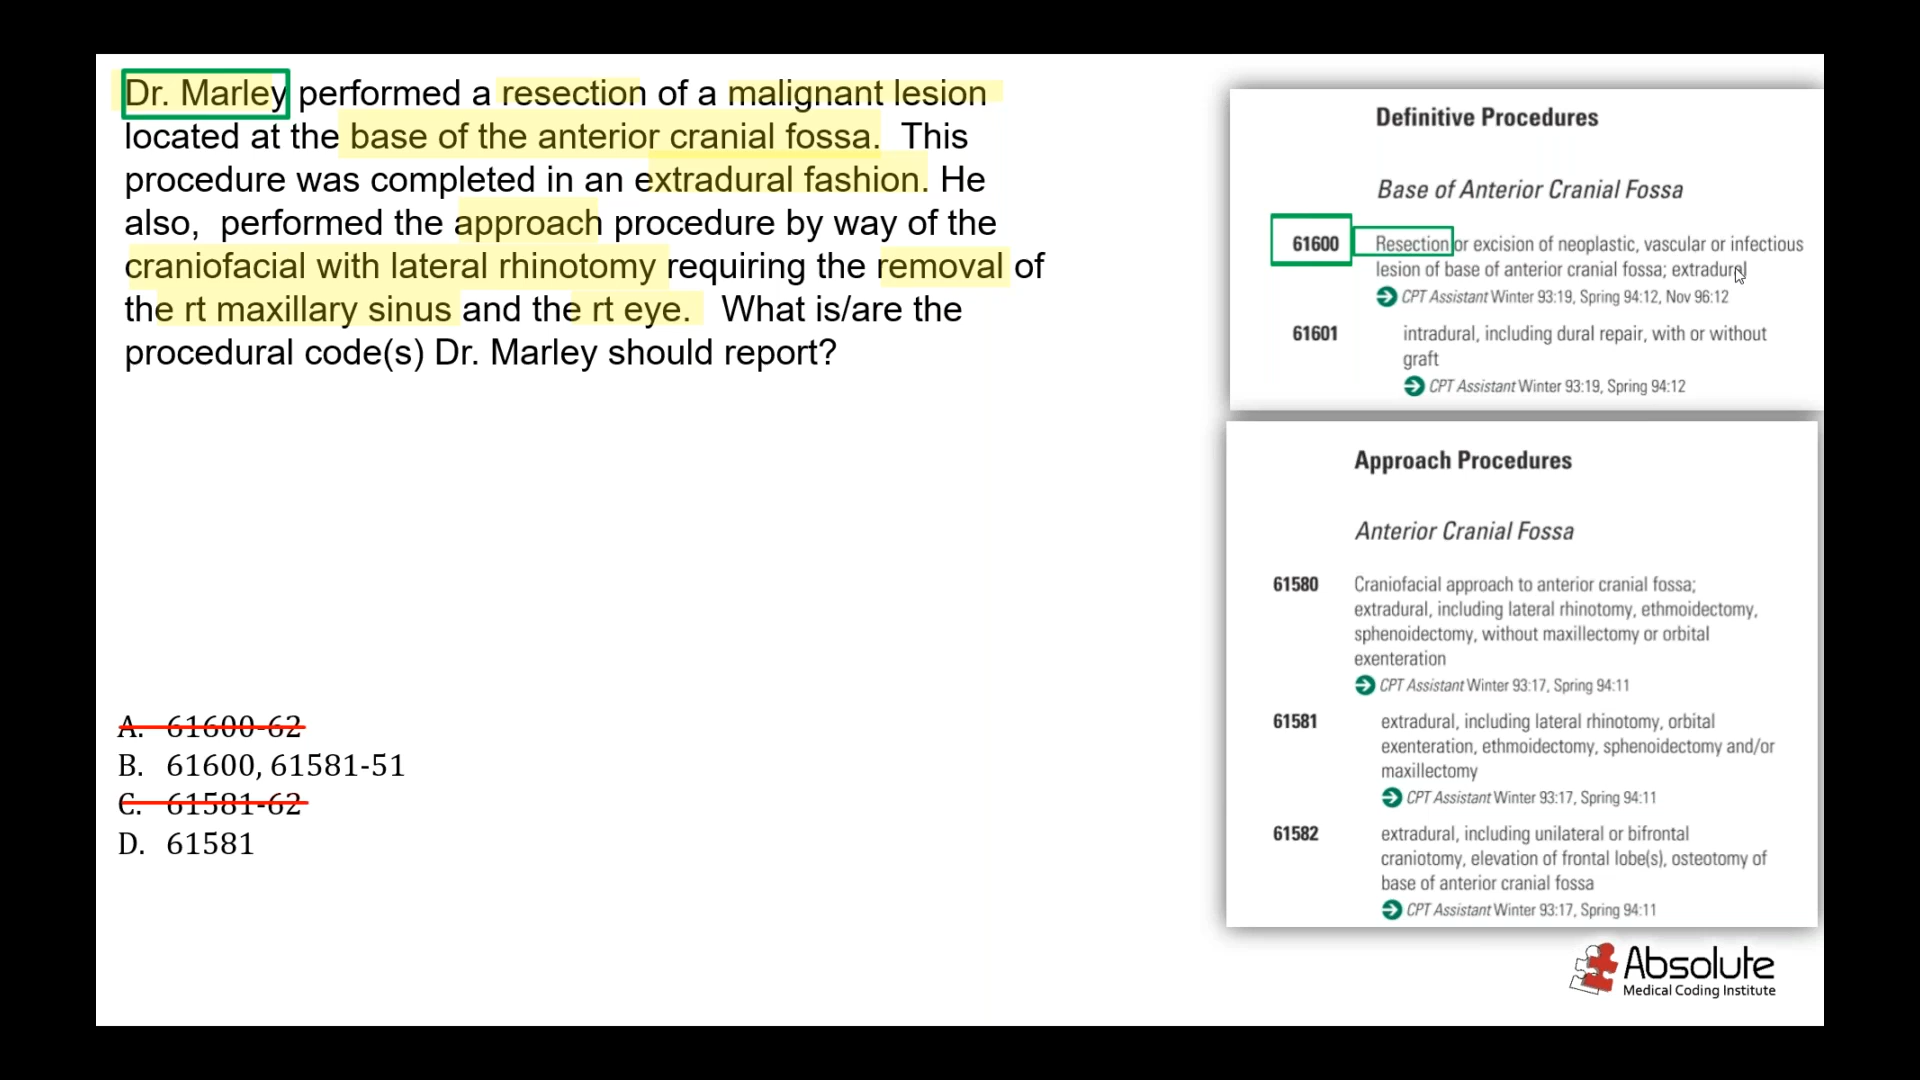 Dr. Marley performed a resection of a malignant lesion
located at the base of the anterior cranial fossa. This
procedure was completed in an extradural fashion. He
also, performed the approach procedure by way of the
craniofacial with lateral rhinotomy requiring the removal of
the rt maxillary sinus and the rt eye. What is/are the
procedural code(s) Dr. Marley should report?
A. 61600-62
B. 61600, 61581-51
C. 61581-62
D. 61581
Definitive Procedures
Base of Anterior Cranial Fossa
61600 Resection or excision of neoplastic, vascular or infectious
lesion of base of anterior cranial fossa; extradural
CPT Assistant Winter 93:19, Spring 94:12, Nov 96:12
61601 intradural, including dural repair, with or without
graft
CPT Assistant Winter 93:19, Spring 94:12
Approach Procedures
Anterior Cranial Fossa
61580 Craniofacial approach to anterior cranial fossa;
extradural, including lateral rhinotomy, ethmoidectomy,
sphenoidectomy, without maxillectomy or orbital
exenteration
CPT Assistant Winter 93:17, Spring 94:11
61581 extradural, including lateral rhinotomy, orbital
exenteration, ethmoidectomy, sphenoidectomy and/or
maxillectomy
CPT Assistant Winter 93:17, Spring 94:11
61582 extradural, including unilateral or bifrontal
craniotomy, elevation of frontal lobe(s), osteotomy of
base of anterior cranial fossa
CPT Assistant Winter 93:17, Spring 94:11
Absolute
Medical Coding Institute